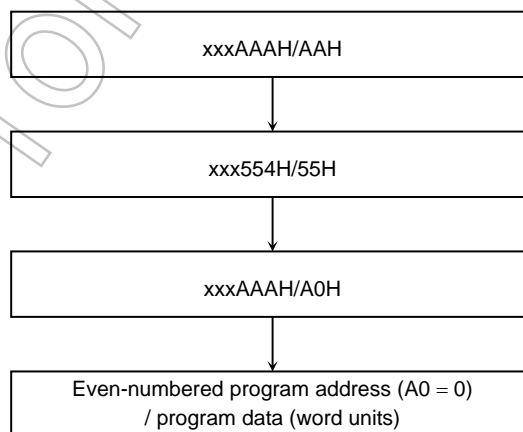 xxxAAAH/AAH
xxx554H/55H
xxxAAAH/A0H
Even-numbered program address (A0 = 0)
/ program data (word units)